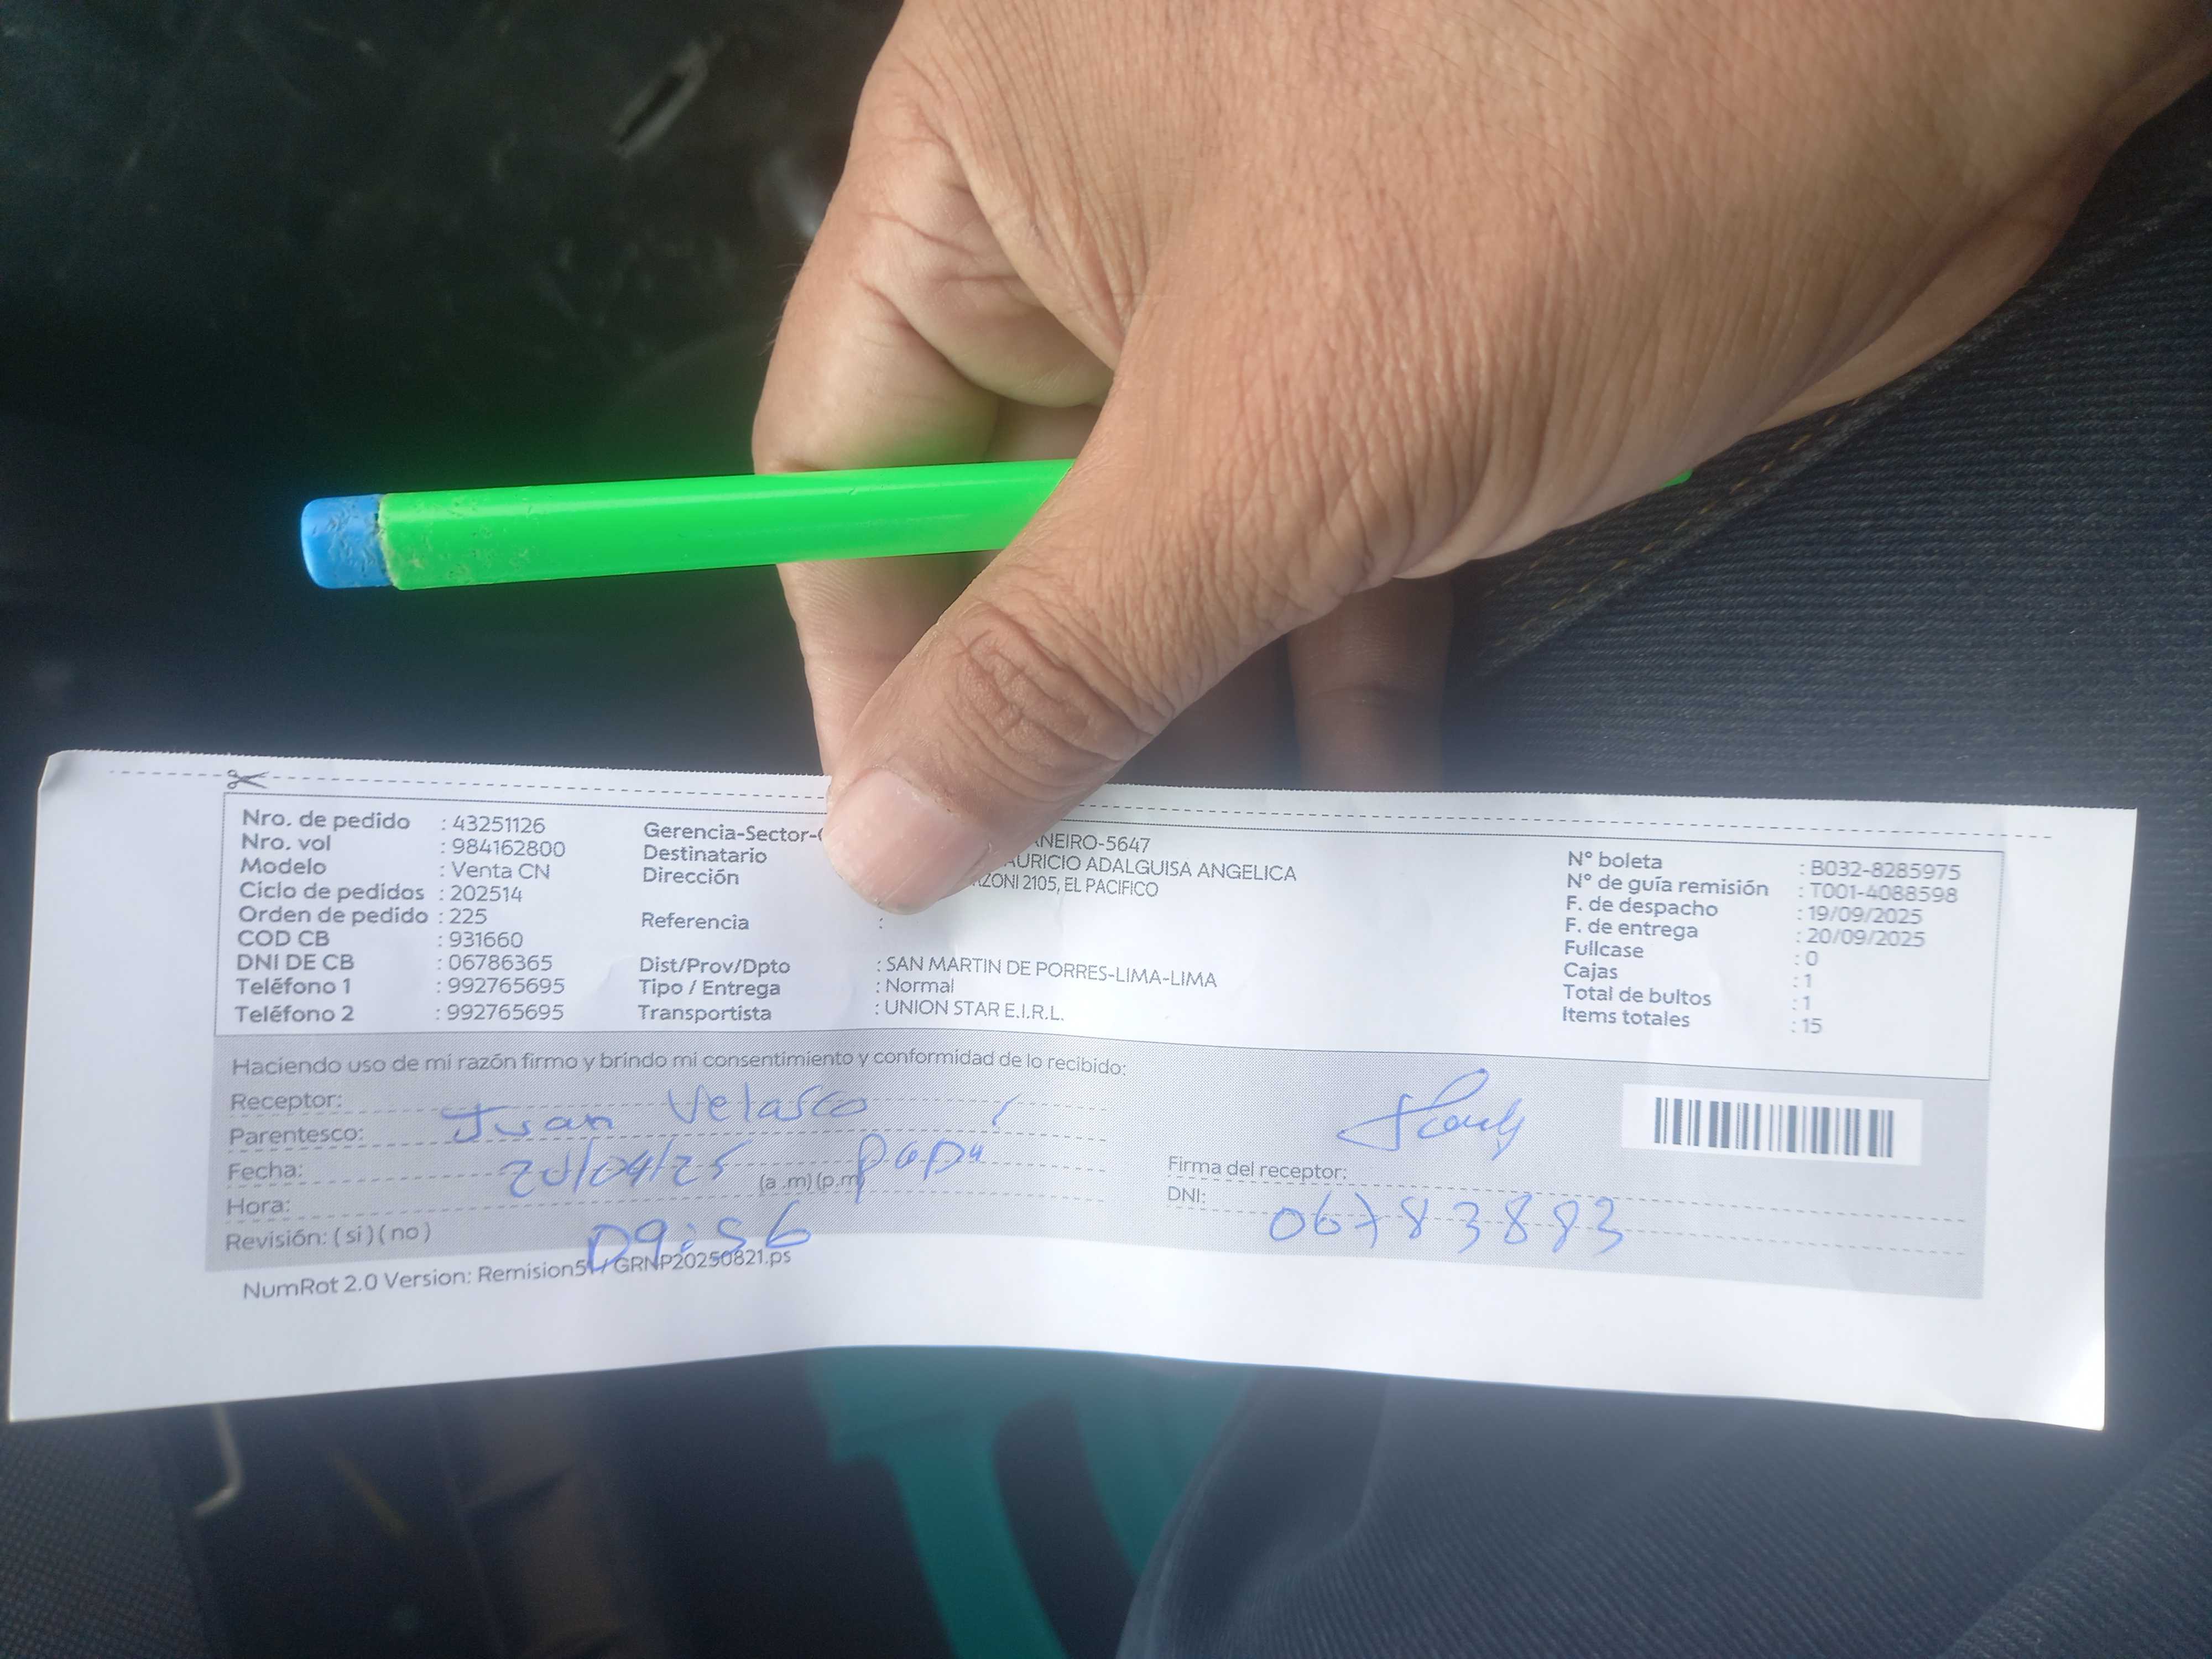 Nro. de pedido : 43251126
Nro. vol : 984162800
Modelo : Venta CN
Ciclo de pedidos : 202514
Orden de pedido : 225
COD CB : 931660
DNI DE CB : 06786365
Teléfono 1 : 992765695
Teléfono 2 : 992765695
Gerencia-Sector- ANEIRO-5647
Destinatario AURICIO ADALGUISA ANGELICA
Dirección ZONI 2105, EL PACIFICO
Referencia :
Dist/Prov/Dpto : SAN MARTIN DE PORRES-LIMA-LIMA
Tipo / Entrega : Normal
Transportista : UNION STAR E.I.R.L.
N° boleta : B032-8285975
N° de guía remisión : T001-4088598
F. de despacho : 19/09/2025
F. de entrega : 20/09/2025
Fullcase : 0
Cajas : 1
Total de bultos : 1
Items totales : 15
Haciendo uso de mi razón firmo y brindo mi consentimiento y conformidad de lo recibido:
Receptor: Juan Velasco
Parentesco: papa
Fecha:
Hora: 09:56 (a .m) (p.m
Revisión: ( si ) ( no )
Firma del receptor:
DNI: 06783883
NumRot 2.0 Version: Remision5 / GRNP20250821.ps